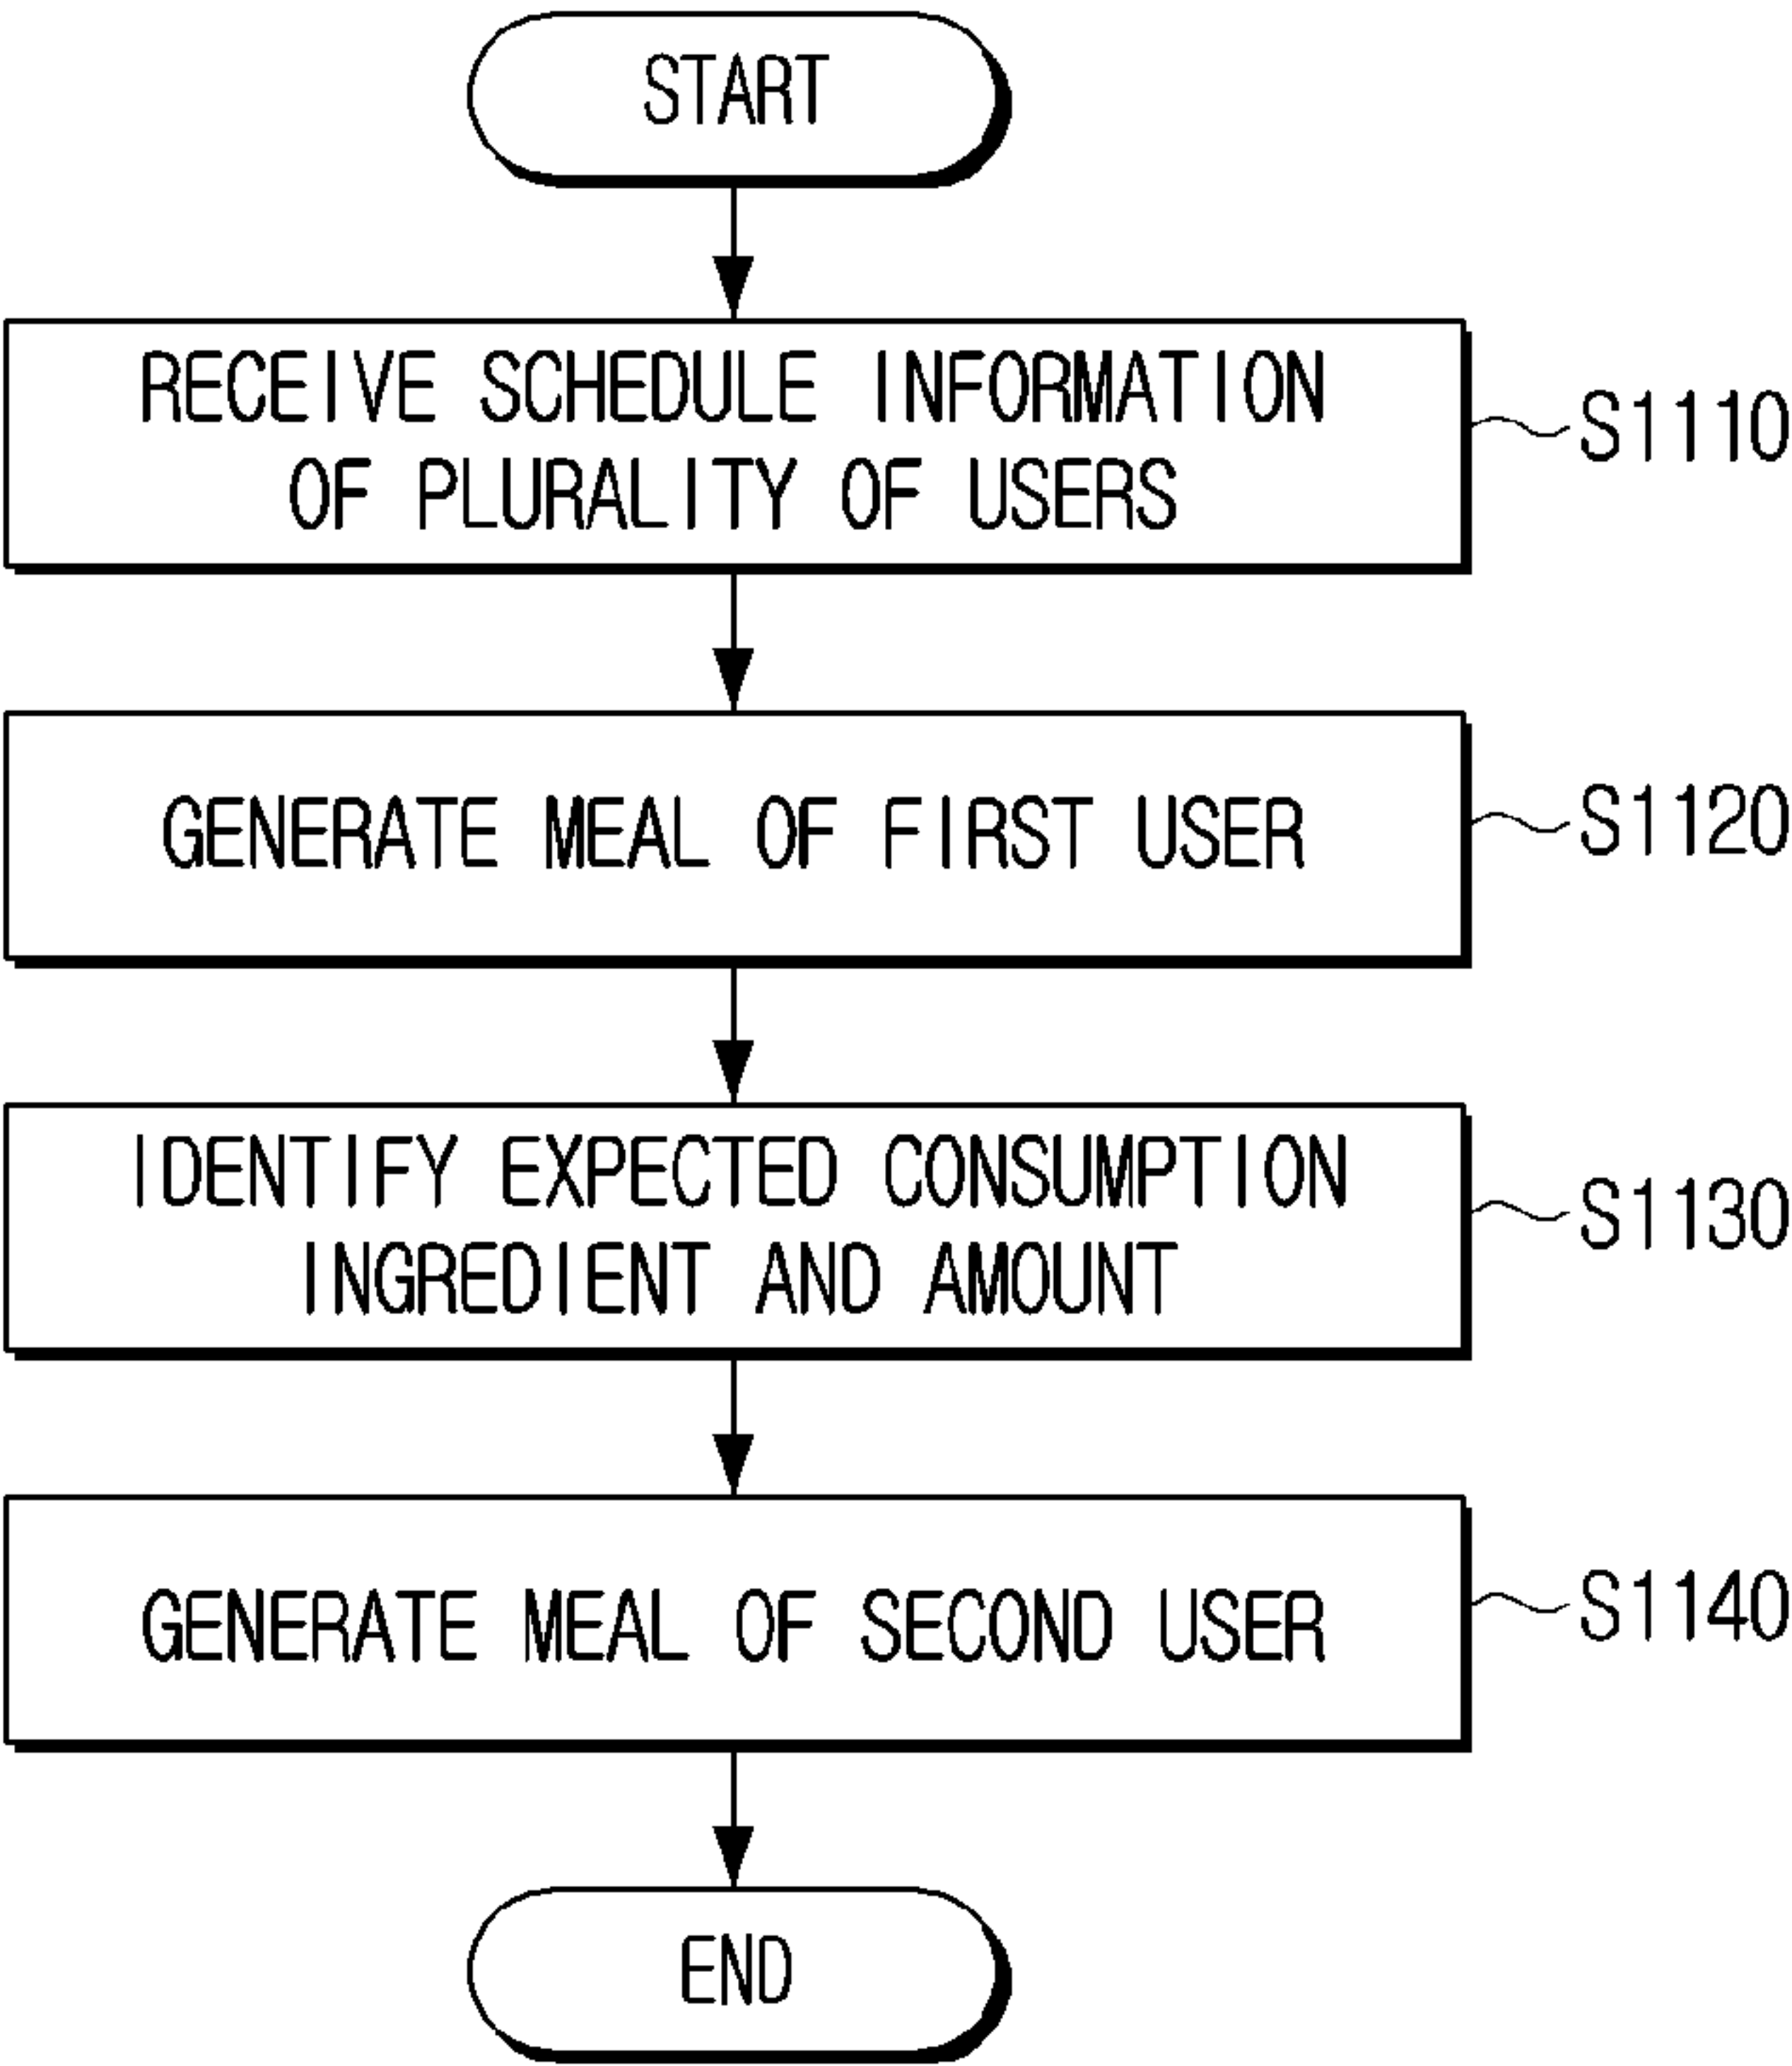 START
RECEIVE SCHEDULE INFORMATION
OF PLURALITY OF USERS
S1110
GENERATE MEAL OF FIRST USER
S1120
IDENTIFY EXPECTED CONSUMPTION
INGREDIENT AND AMOUNT
S1130
GENERATE MEAL OF SECOND USER
S1140
END